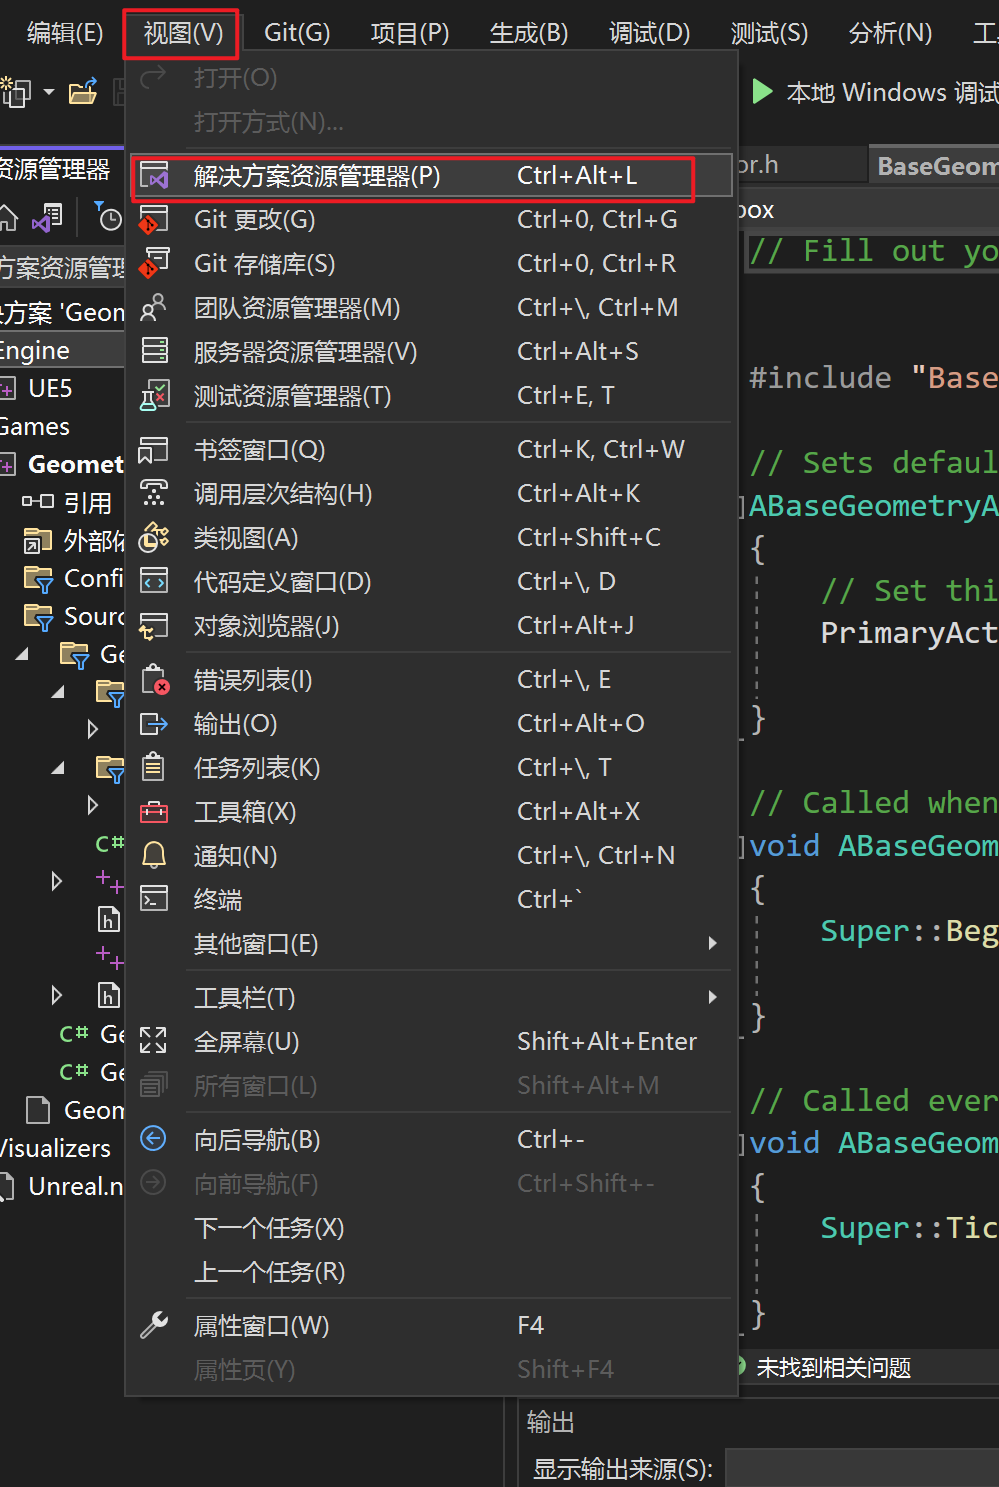 编辑(E) 视图(V) Git(G) 项目(P) 生成(B) 调试(D) 测试(S) 分析(N)
本地 Windows 调试
打开(O)
打开方式(N)...
资源管理器
解决方案资源管理器(P) Ctrl+Alt+L
Git 更改(G) Ctrl+0, Ctrl+G
Git 存储库(S) Ctrl+0, Ctrl+R
团队资源管理器(M) Ctrl+\, Ctrl+M
服务器资源管理器(V) Ctrl+Alt+S
测试资源管理器(T) Ctrl+E, T
书签窗口(Q) Ctrl+K, Ctrl+W
调用层次结构(H) Ctrl+Alt+K
类视图(A) Ctrl+Shift+C
代码定义窗口(D) Ctrl+\, D
对象浏览器(J) Ctrl+Alt+J
错误列表(I) Ctrl+\, E
输出(O) Ctrl+Alt+O
任务列表(K) Ctrl+\, T
工具箱(X) Ctrl+Alt+X
通知(N) Ctrl+\, Ctrl+N
终端 Ctrl+`
其他窗口(E)
工具栏(T)
全屏幕(U) Shift+Alt+Enter
所有窗口(L) Shift+Alt+M
向后导航(B) Ctrl+-
向前导航(F) Ctrl+Shift+-
下一个任务(X)
上一个任务(R)
属性窗口(W) F4
属性页(Y) Shift+F4
方案资源管理
方案 'Geom
Engine
UE5
Games
Geomet
引用
外部依
Confi
Sourc
Ge
C#
h
h
C# Ge
C# Ge
Geom
Visualizers
Unreal.n
or.h BaseGeom
box
// Fill out yo
#include "Base
// Sets defaul
ABaseGeometryA
{
// Set thi
PrimaryAct
}
// Called when
void ABaseGeom
{
Super::Beg
}
// Called ever
void ABaseGeom
{
Super::Tic
}
未找到相关问题
输出
显示输出来源(S):